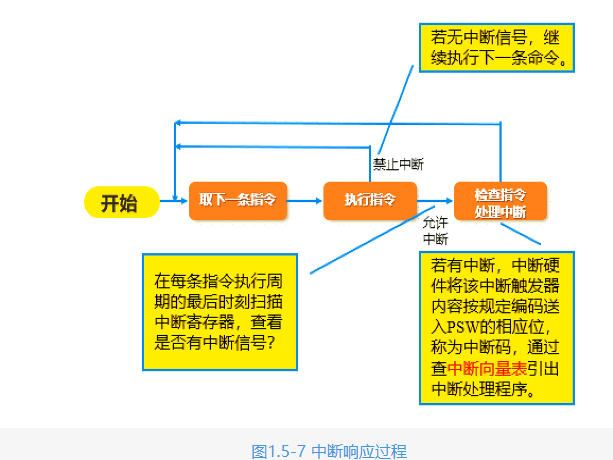 若无中断信号，继
续执行下一条命令。
禁止中断
开始
取下一条指令
执行指令
检查指令
处理中断
允许
中断
在每条指令执行周
期的最后时刻扫描
中断寄存器，查看
是否有中断信号？
若有中断，中断硬
件将该中断触发器
内容按规定编码送
入PSW的相应位，
称为中断码，通过
查中断向量表引出
中断处理程序。
图1.5-7 中断响应过程